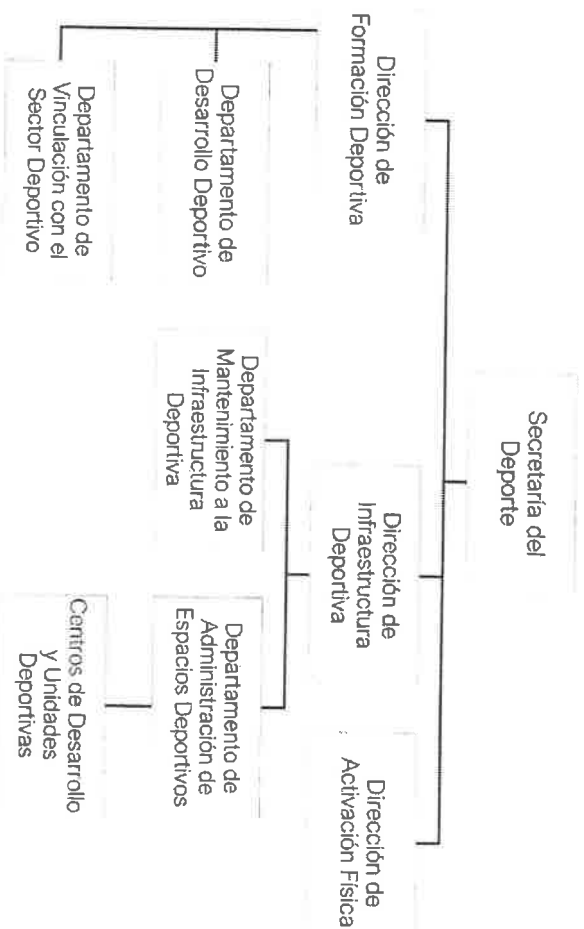 Secretaría del
Deporte
Dirección de
Formación Deportiva
Dirección de
Infraestructura
Deportiva
Dirección de
Activación Física
Departamento de
Desarrollo Deportivo
Departamento de
Mantenimiento a la
Infraestructura
Deportiva
Departamento de
Administración de
Espacios Deportivos
Departamento de
Vinculación con el
Sector Deportivo
Centros de Desarrollo
y Unidades
Deportivas